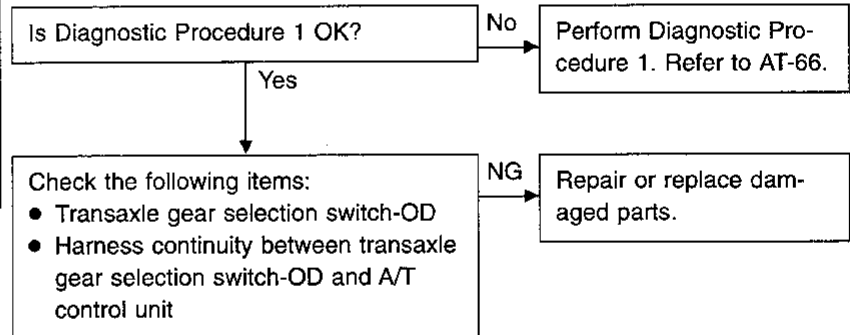 Is Diagnostic Procedure 1 OK?
No
Perform Diagnostic Pro-
cedure 1. Refer to AT-66.
Yes
Check the following items:
● Transaxle gear selection switch-OD
● Harness continuity between transaxle
gear selection switch-OD and A/T
control unit
NG
Repair or replace dam-
aged parts.